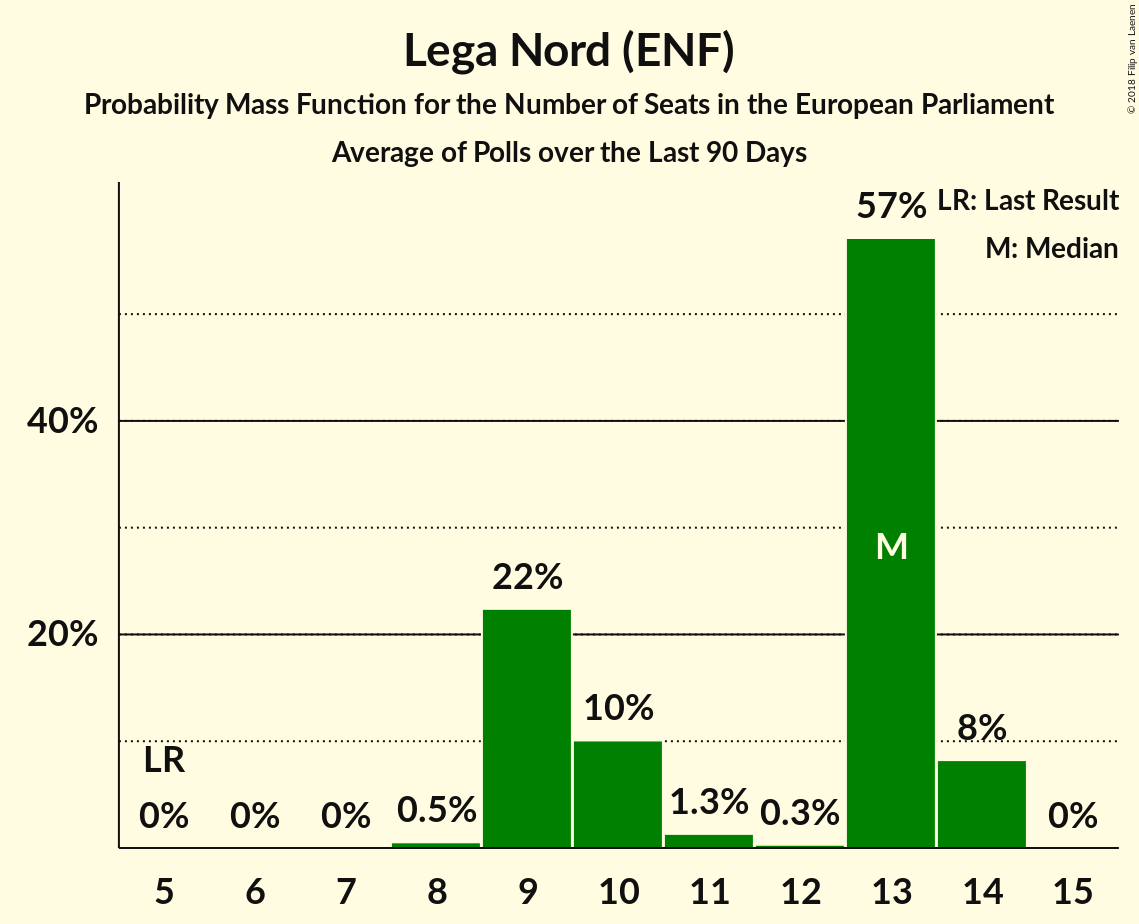 Lega Nord (ENF)
Probability Mass Function for the Number of Seats in the European Parliament
Average of Polls over the Last 90 Days
© 2018 Filip van Laenen
57%
LR: Last Result
M: Median
40%
M
22%
20%
10%
8%
LR
0%
0%
0%
0.5%
1.3%
0.3%
0%
5 6 7 8 9 10 11 12 13 14 15